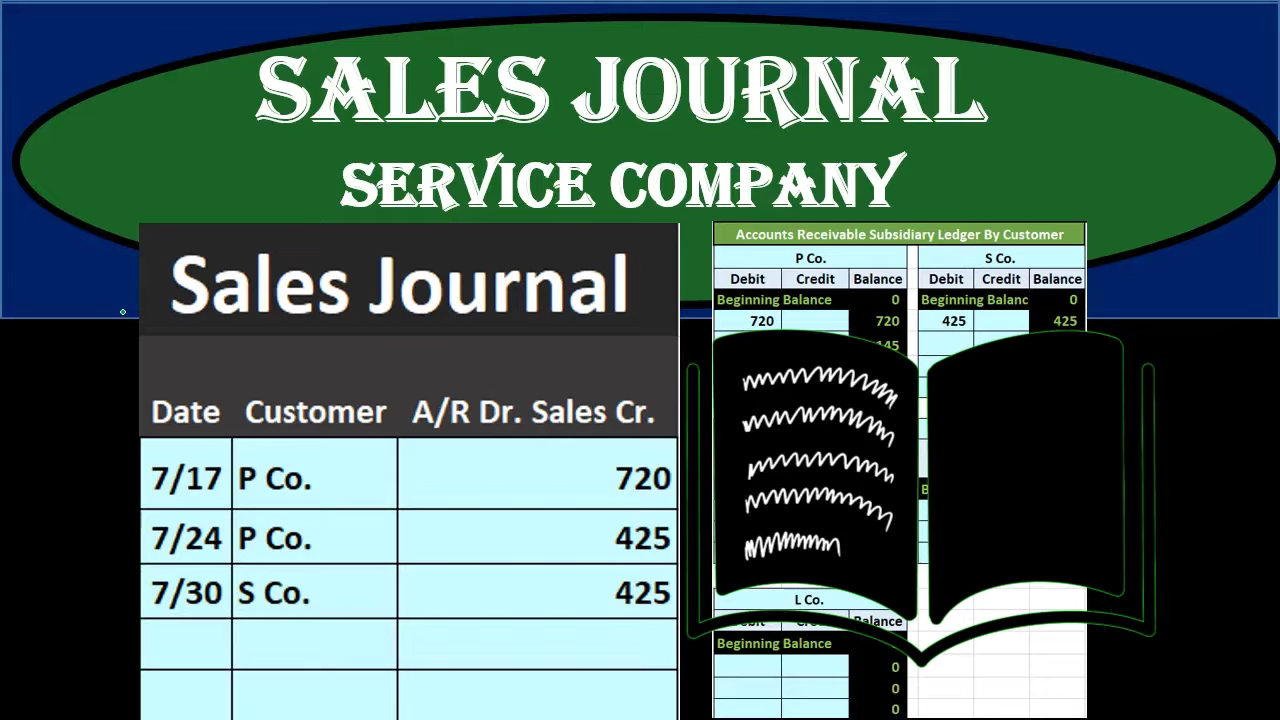 SALES JOURNAL
SERVICE COMPANY
Sales Journal
Date Customer A/R Dr. Sales Cr.
7/17 P Co. 720
7/24 P Co. 425
7/30 S Co. 425
Accounts Receivable Subsidiary Ledger By Customer
P Co. S Co.
Debit Credit Balance Debit Credit Balance
Beginning Balance 0 Beginning Balanc 0
720 720 425 425
L Co.
Balance
Beginning Balance
0
0
0